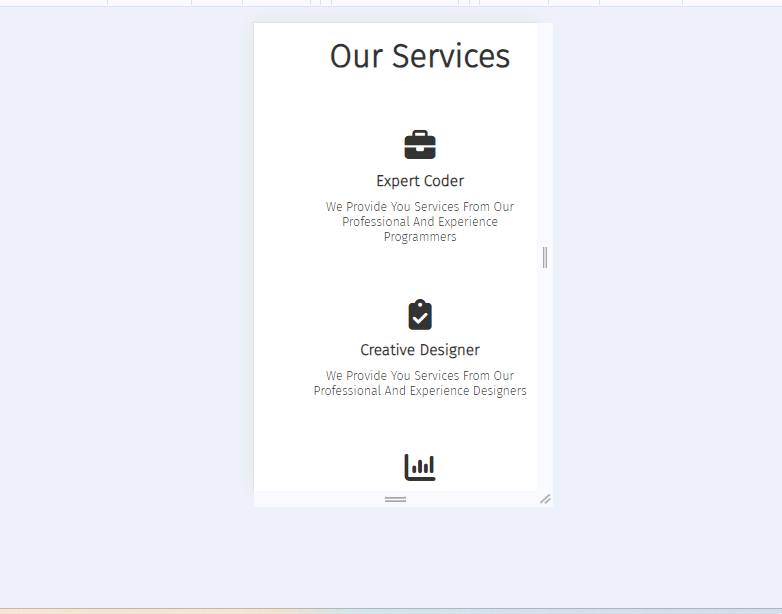 Our Services
Expert Coder
We Provide You Services From Our
Professional And Experience
Programmers
Creative Designer
We Provide You Services From Our
Professional And Experience Designers